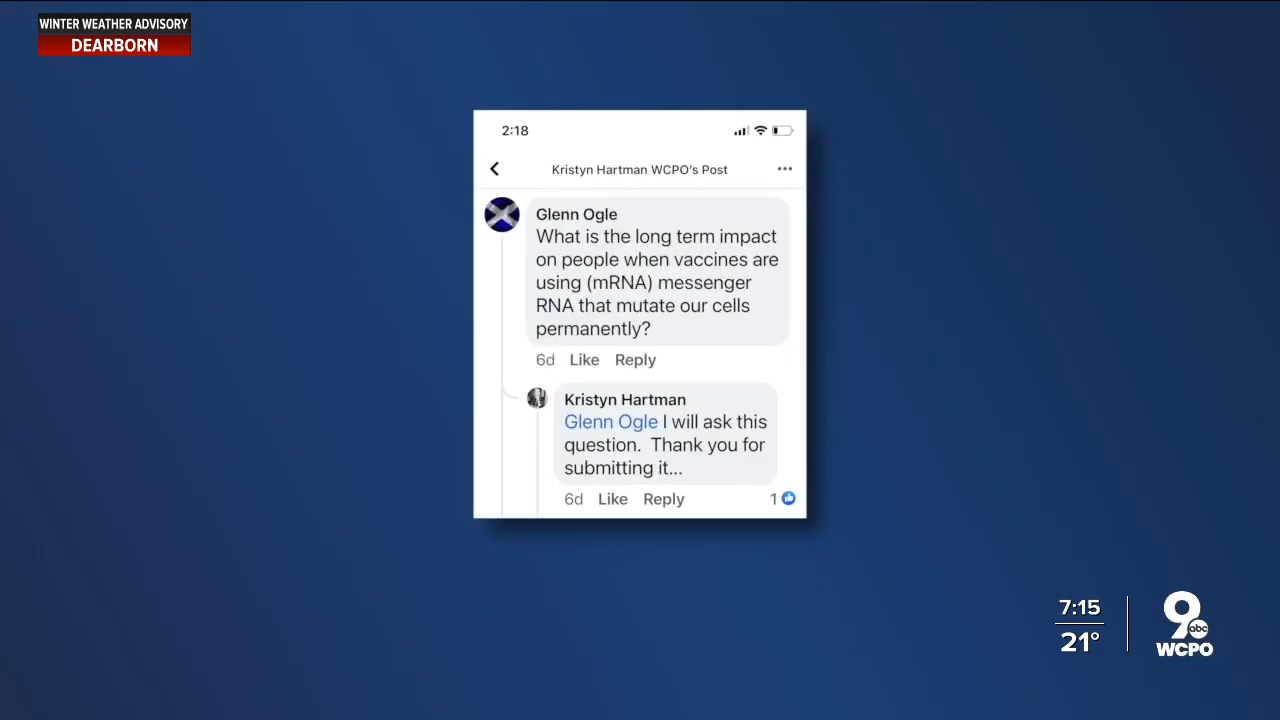 WINTER WEATHER ADVISORY
DEARBORN
2:18
Kristyn Hartman WCPO's Post
Glenn Ogle
What is the long term impact
on people when vaccines are
using (mRNA) messenger
RNA that mutate our cells
permanently?
6d Like Reply
Kristyn Hartman
Glenn Ogle I will ask this
question. Thank you for
submitting it...
6d Like Reply 1
7:15
21°
9
abc
WCPO